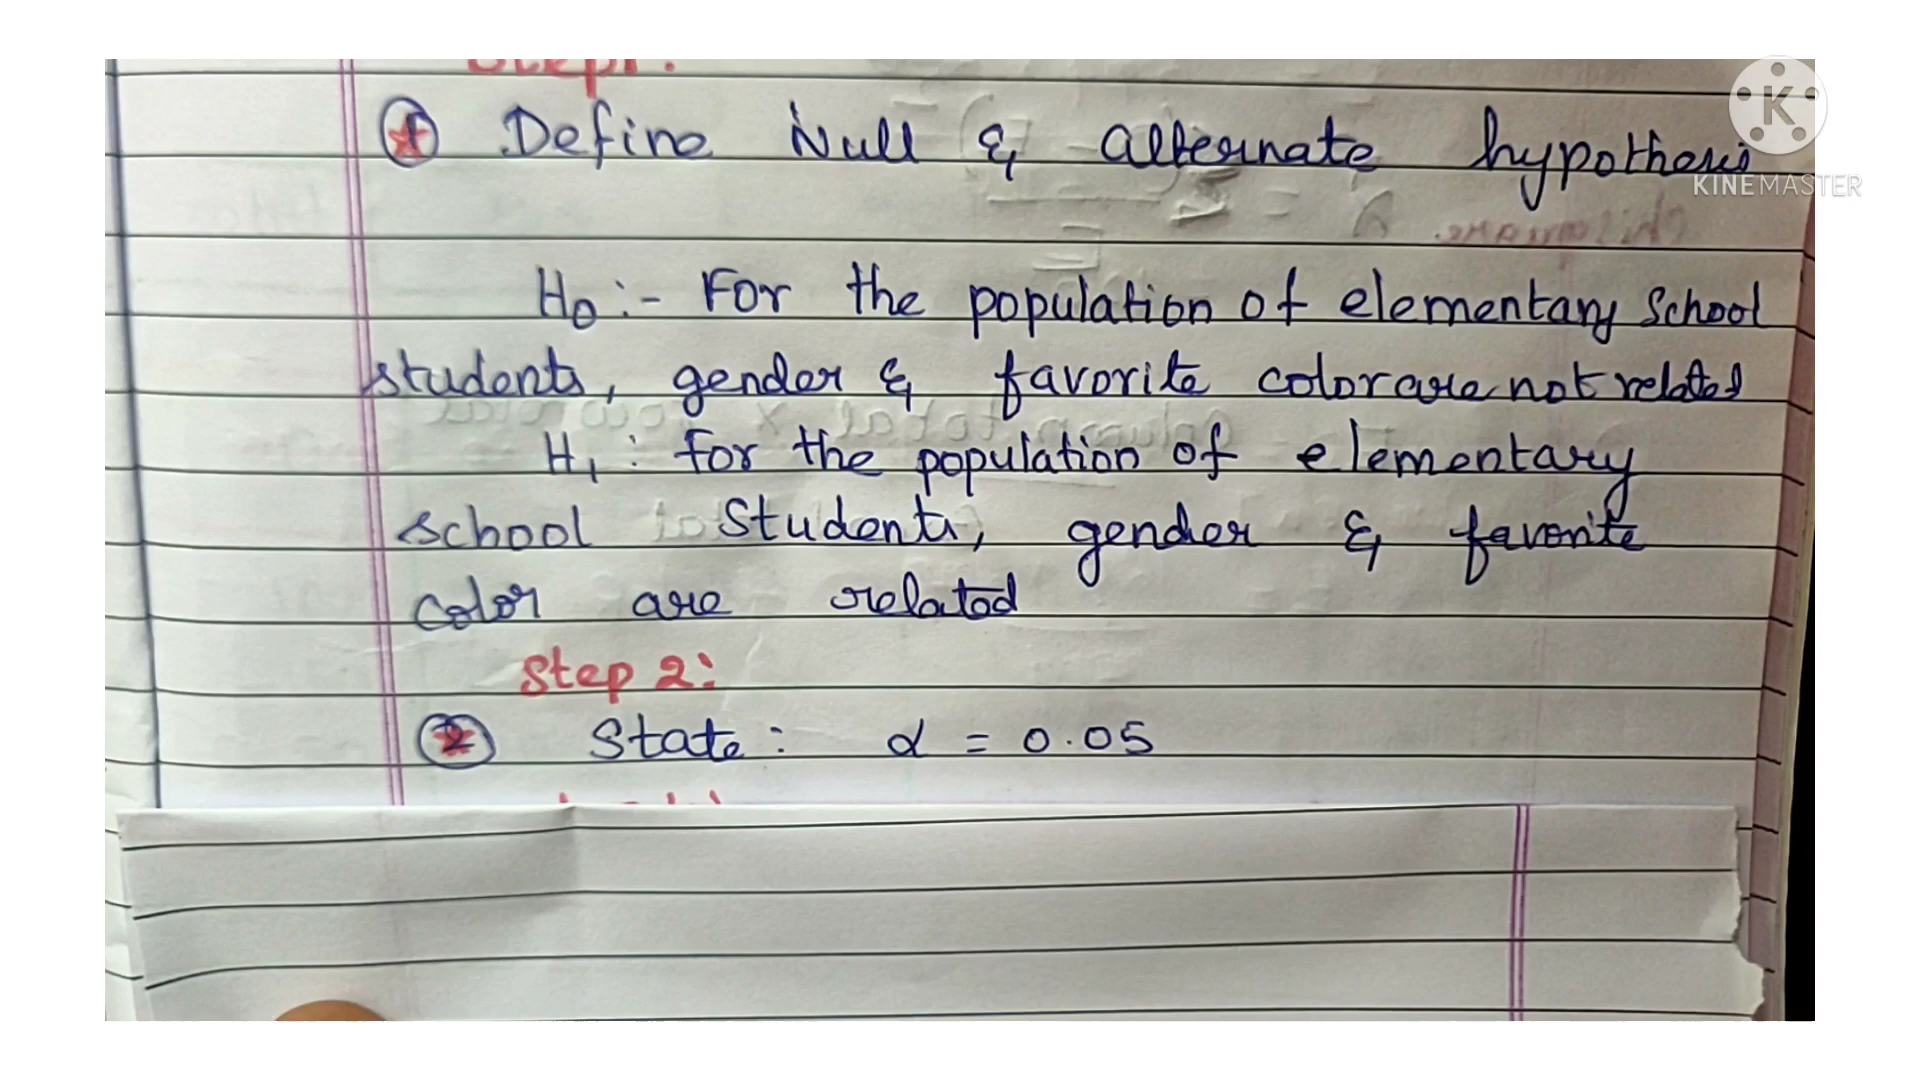 Step1:
① Define Null & alternate hypothesis
KINEMASTER
H0 :- For the population of elementary school
students, gender & favorite color are not related
H1 : for the population of elementary
school students, gender & favorite
color are related
Step 2:
② State : α = 0.05